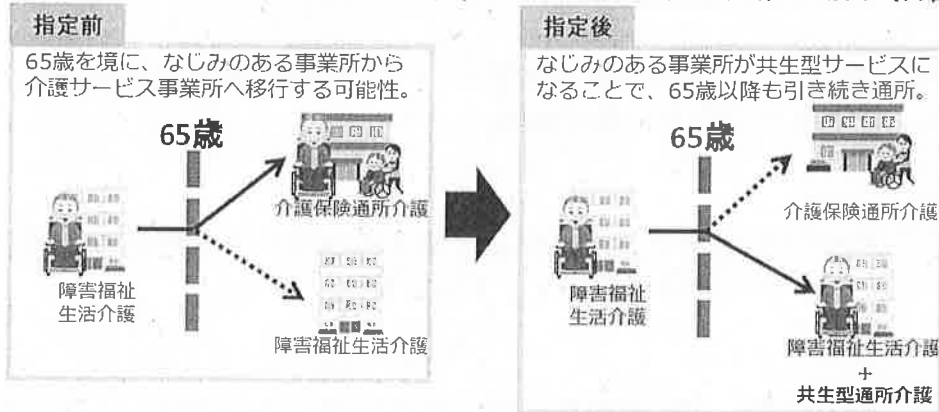 指定前
65歳を境に、なじみのある事業所から
介護サービス事業所へ移行する可能性。
65歳
介護保険通所介護
障害福祉
生活介護
障害福祉生活介護
指定後
なじみのある事業所が共生型サービスに
なることで、65歳以降も引き続き通所。
65歳
介護保険通所介護
障害福祉
生活介護
障害福祉生活介護
+
共生型通所介護